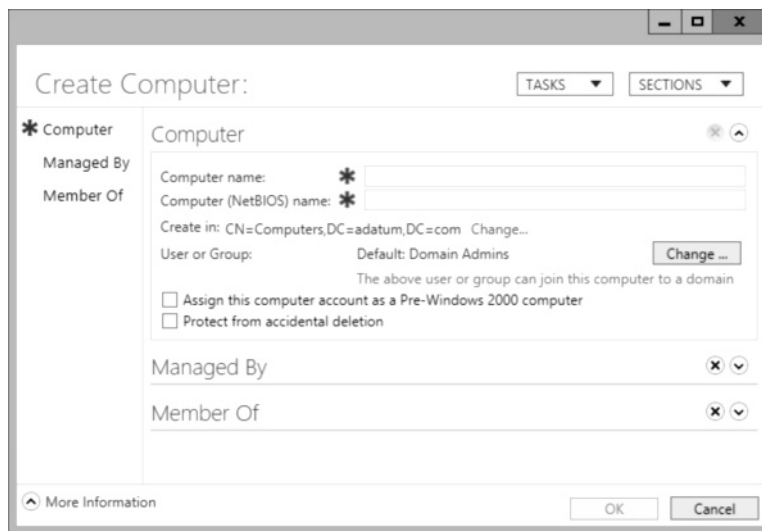 Create Computer:
TASKS
SECTIONS
✱ Computer
Managed By
Member Of
Computer
Computer name: ✱
Computer (NetBIOS) name: ✱
Create in: CN=Computers,DC=adatum,DC=com Change...
User or Group: Default: Domain Admins Change ...
The above user or group can join this computer to a domain
Assign this computer account as a Pre-Windows 2000 computer
Protect from accidental deletion
Managed By
Member Of
More Information
OK
Cancel